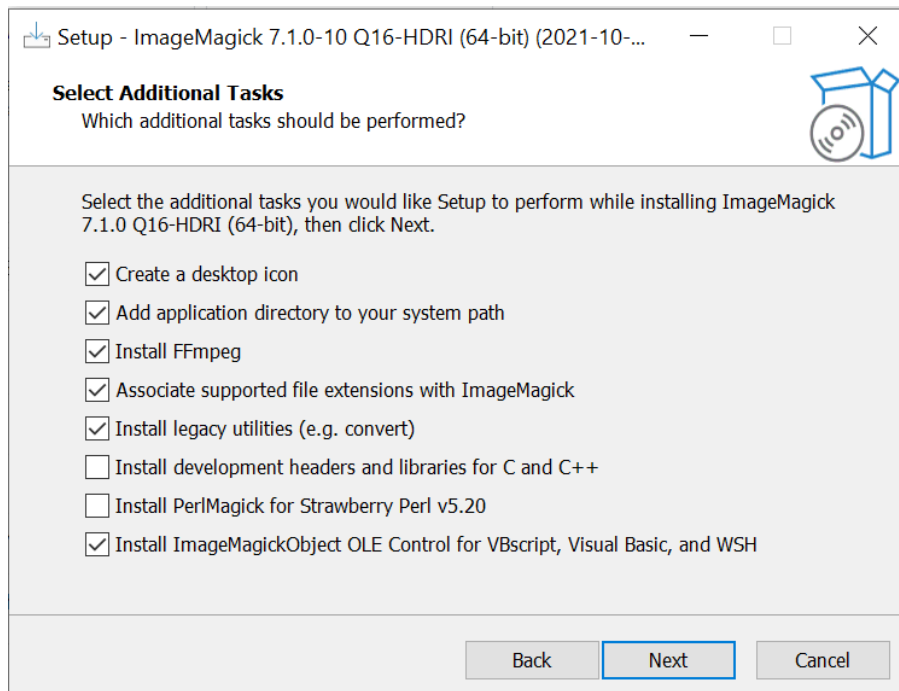 Setup - ImageMagick 7.1.0-10 Q16-HDRI (64-bit) (2021-10-...
Select Additional Tasks
Which additional tasks should be performed?
Select the additional tasks you would like Setup to perform while installing ImageMagick
7.1.0 Q16-HDRI (64-bit), then click Next.
Create a desktop icon
Add application directory to your system path
Install FFmpeg
Associate supported file extensions with ImageMagick
Install legacy utilities (e.g. convert)
Install development headers and libraries for C and C++
Install PerlMagick for Strawberry Perl v5.20
Install ImageMagickObject OLE Control for VBscript, Visual Basic, and WSH
Back Next Cancel